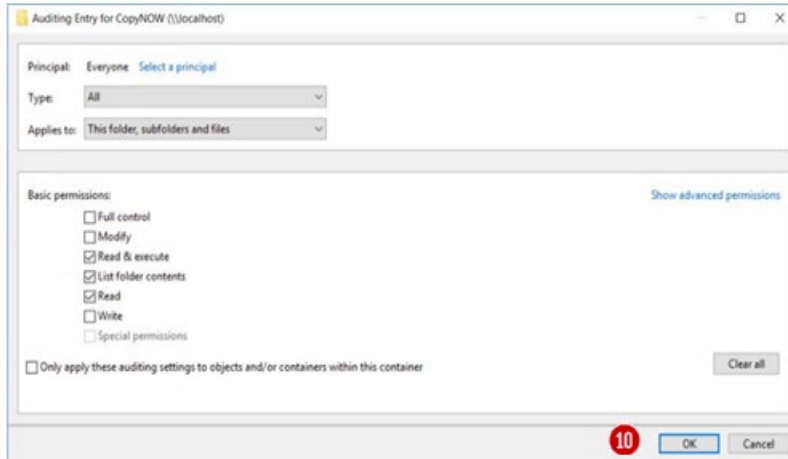 Auditing Entry for CopyNOW (\\localhost)
Principal: Everyone Select a principal
Type: All
Applies to: This folder, subfolders and files
Basic permissions: Show advanced permissions
Full control
Modify
Read & execute
List folder contents
Read
Write
Special permissions
Only apply these auditing settings to objects and/or containers within this container Clear all
10 OK Cancel